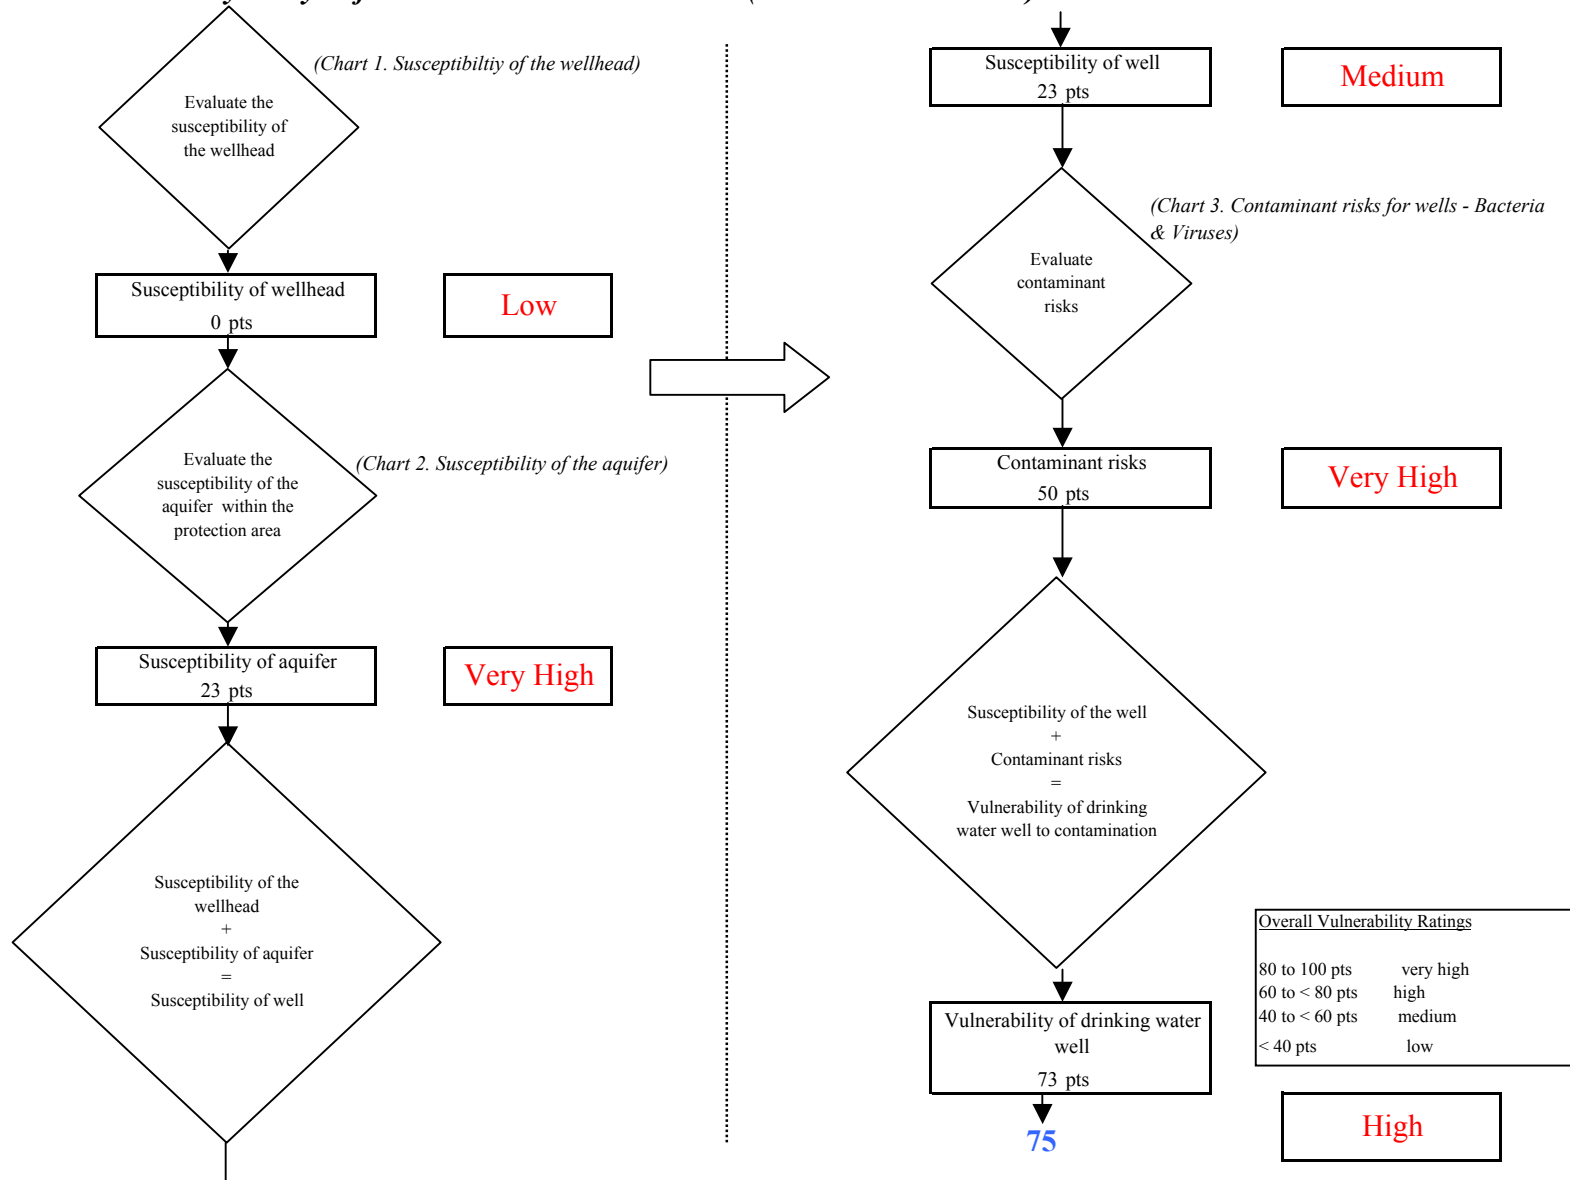 (Chart 1. Susceptibiltiy of the wellhead)
Evaluate the
susceptibility of
the wellhead
Susceptibility of wellhead
0 pts
Low
Evaluate the
susceptibility of the
aquifer within the
protection area
(Chart 2. Susceptibility of the aquifer)
Susceptibility of aquifer
23 pts
Very High
Susceptibility of the
wellhead
+
Susceptibility of aquifer
=
Susceptibility of well
Susceptibility of well
23 pts
Medium
(Chart 3. Contaminant risks for wells - Bacteria
& Viruses)
Evaluate
contaminant
risks
Contaminant risks
50 pts
Very High
Susceptibility of the well
+
Contaminant risks
=
Vulnerability of drinking
water well to contamination
Overall Vulnerability Ratings
80 to 100 pts very high
60 to < 80 pts high
40 to < 60 pts medium
< 40 pts low
Vulnerability of drinking water
well
73 pts
75
High